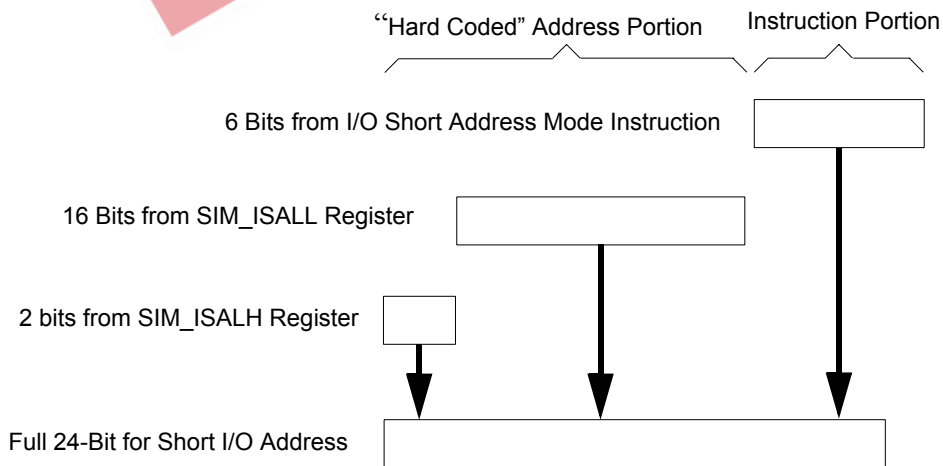 “Hard Coded” Address Portion
Instruction Portion
6 Bits from I/O Short Address Mode Instruction
16 Bits from SIM_ISALL Register
2 bits from SIM_ISALH Register
Full 24-Bit for Short I/O Address